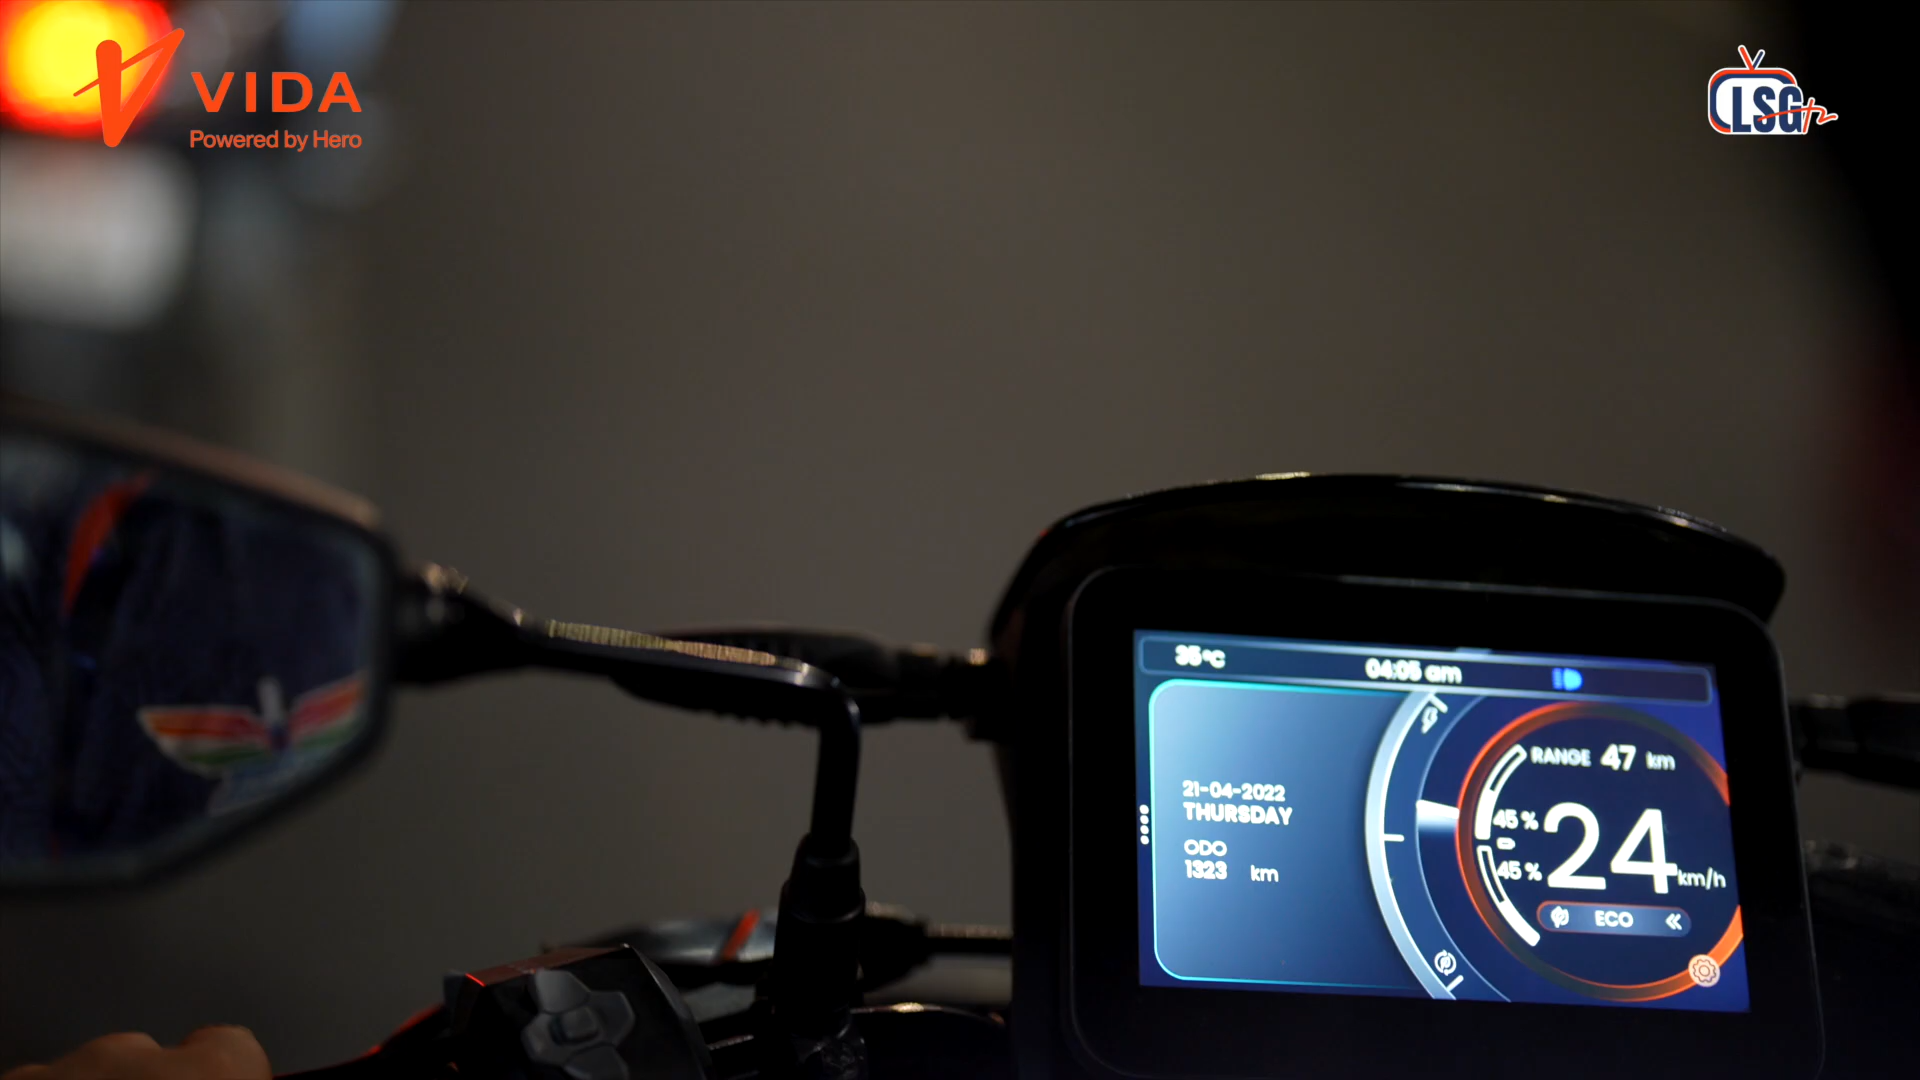 VIDA
Powered by Hero
LSG tv
35°C
04:05 am
RANGE 47 km
21-04-2022
THURSDAY
ODO
1323 km
45 %
45 %
24 km/h
ECO